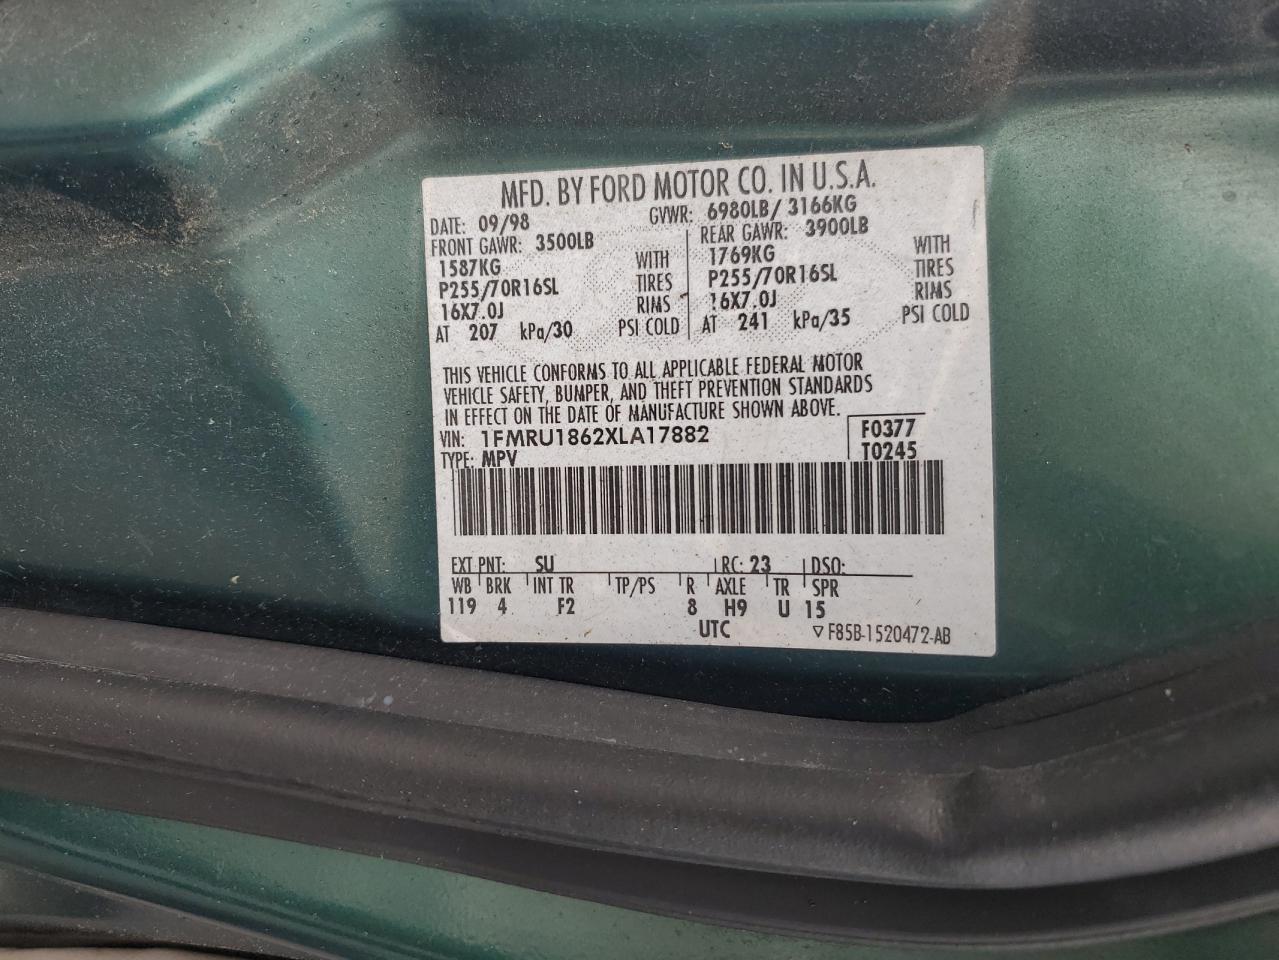 MFD. BY FORD MOTOR CO. IN U.S.A.
DATE: 09/98 GVWR: 6980LB/ 3166KG
FRONT GAWR: 3500LB REAR GAWR: 3900LB
1587KG WITH 1769KG WITH
P255/70R16SL TIRES P255/70R16SL TIRES
16X7.0J RIMS 16X7.0J RIMS
AT 207 kPa/30 PSI COLD AT 241 kPa/35 PSI COLD
THIS VEHICLE CONFORMS TO ALL APPLICABLE FEDERAL MOTOR
VEHICLE SAFETY, BUMPER, AND THEFT PREVENTION STANDARDS
IN EFFECT ON THE DATE OF MANUFACTURE SHOWN ABOVE.
VIN: 1FMRU1862XLA17882 F0377
TYPE: MPV T0245
EXT PNT: SU RC: 23 DSO:
WB BRK INT TR TP/PS R AXLE TR SPR
119 4 F2 8 H9 U 15
UTC ▽ F85B-1520472-AB